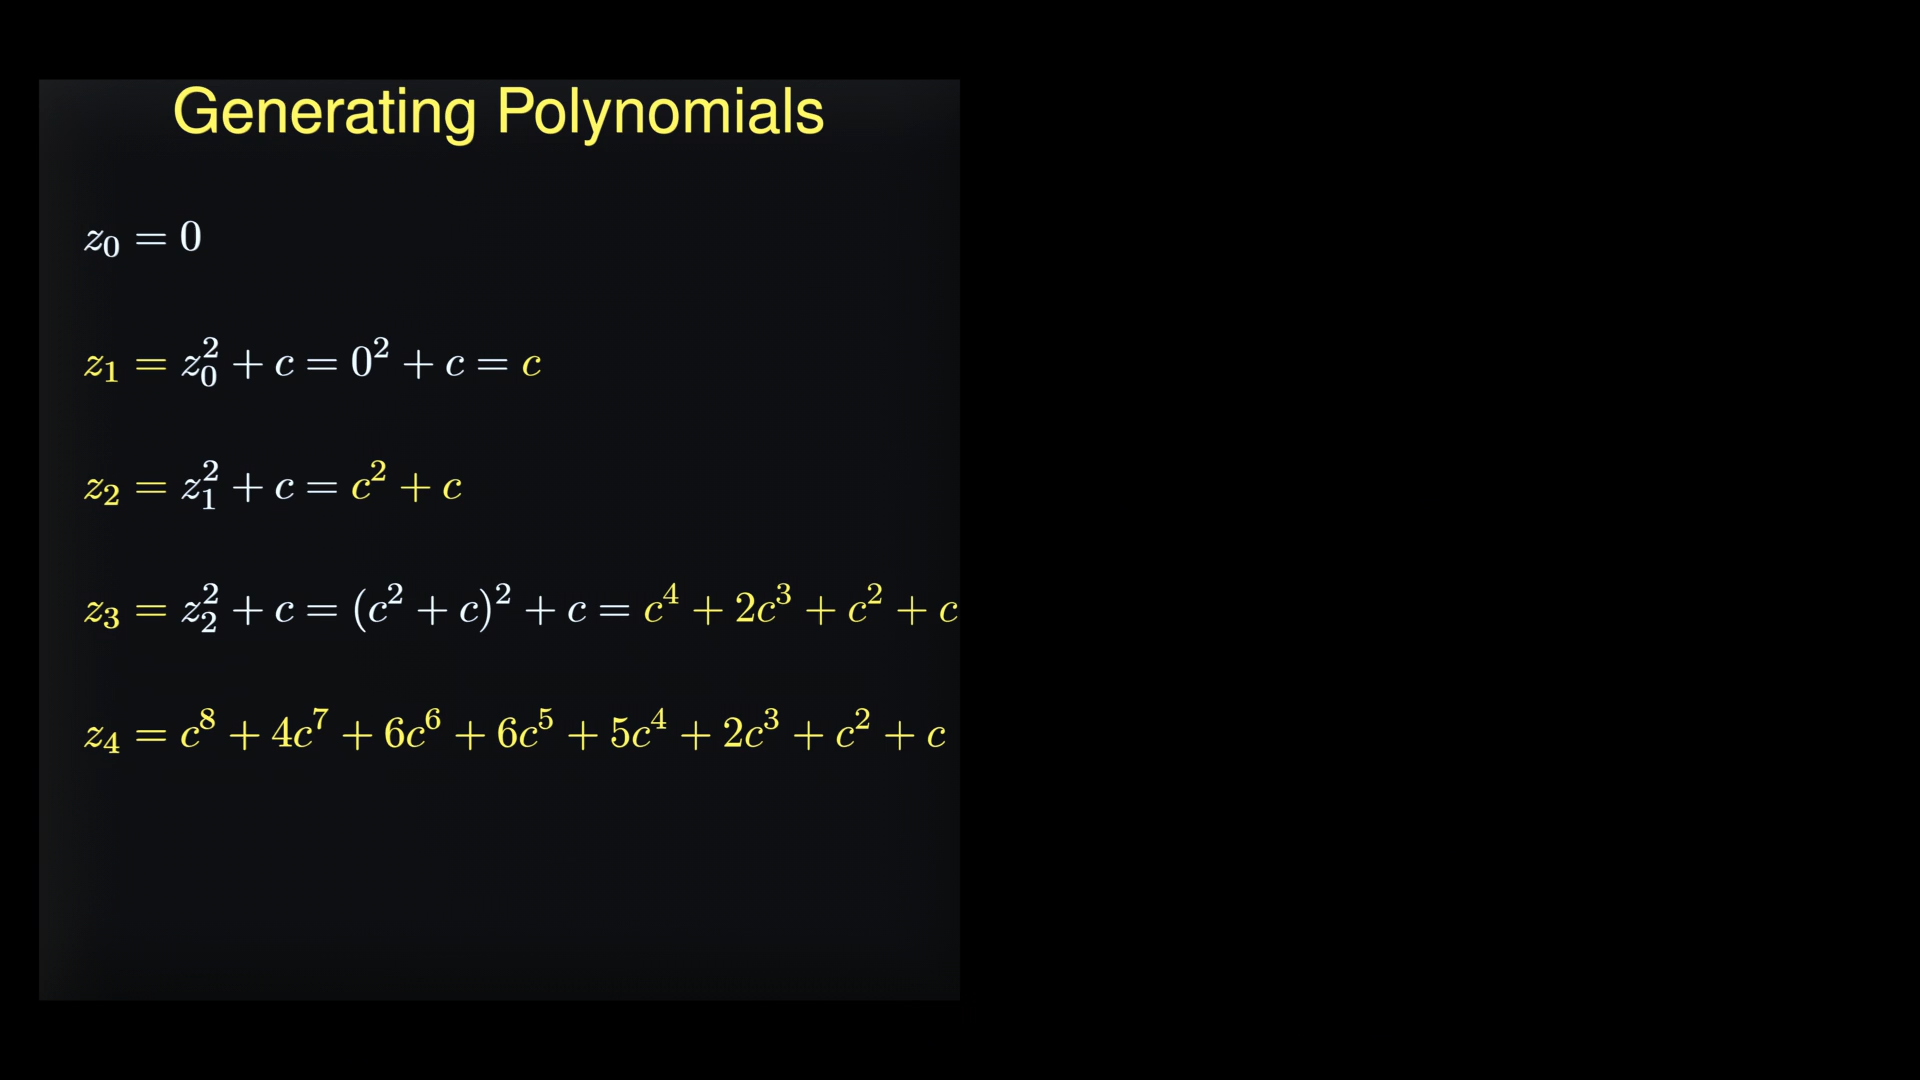 Generating Polynomials
z₀ = 0
z₁ = z₀² + c = 0² + c = c
z₂ = z₁² + c = c² + c
z₃ = z₂² + c = (c² + c)² + c = c⁴ + 2c³ + c² + c
z₄ = c⁸ + 4c⁷ + 6c⁶ + 6c⁵ + 5c⁴ + 2c³ + c² + c